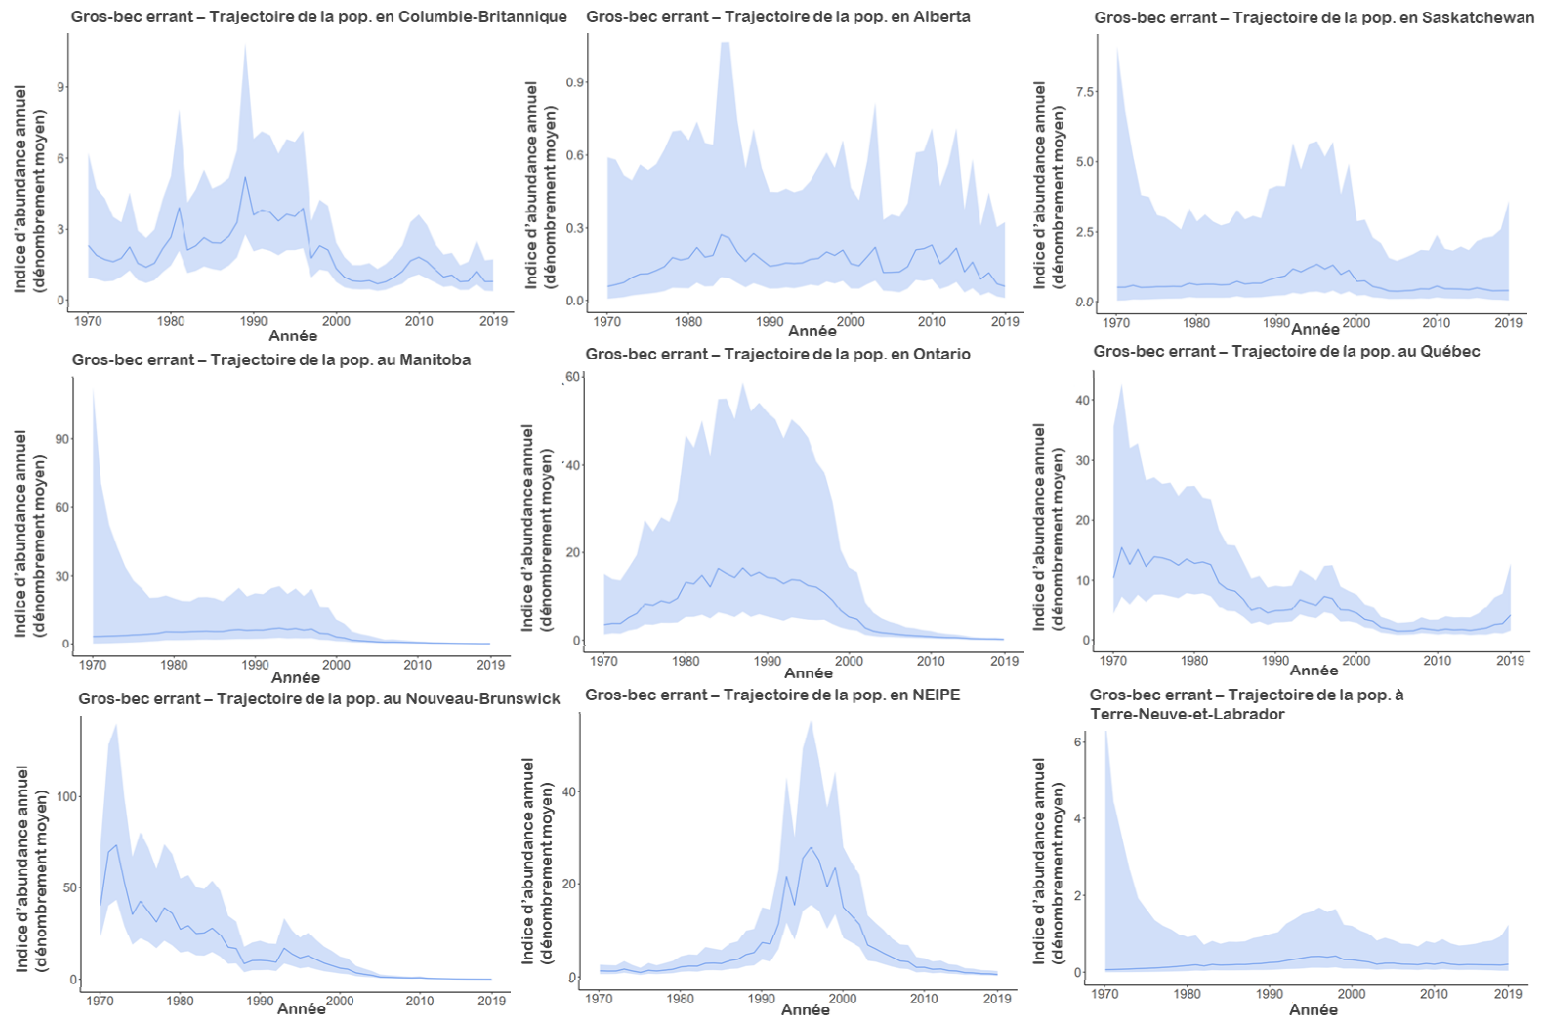 Gros-bec errant – Trajectoire de la pop. en Columbie-Britannique
Indice d'abundance annuel
(dénombrement moyen)
9
6
3
0
1970 1980 1990 2000 2010 2019
Année
Gros-bec errant – Trajectoire de la pop. en Alberta
Indice d'abundance annuel
(dénombrement moyen)
0.9
0.6
0.3
0.0
1970 1980 1990 2000 2010 2019
Année
Gros-bec errant – Trajectoire de la pop. en Saskatchewan
Indice d'abundance annuel
(dénombrement moyen)
7.5
5.0
2.5
0.0
1970 1980 1990 2000 2010 2019
Année
Gros-bec errant – Trajectoire de la pop. au Manitoba
Indice d'abundance annuel
(dénombrement moyen)
90
60
30
0
1970 1980 1990 2000 2010 2019
Année
Gros-bec errant – Trajectoire de la pop. en Ontario
Indice d'abundance annuel
(dénombrement moyen)
60
40
20
0
1970 1980 1990 2000 2010 2019
Année
Gros-bec errant – Trajectoire de la pop. au Québec
Indice d'abundance annuel
(dénombrement moyen)
40
30
20
10
0
1970 1980 1990 2000 2010 2019
Année
Gros-bec errant – Trajectoire de la pop. au Nouveau-Brunswick
Indice d'abundance annuel
(dénombrement moyen)
100
50
0
1970 1980 1990 2000 2010 2019
Année
Gros-bec errant – Trajectoire de la pop. en NEIPE
Indice d'abundance annuel
(dénombrement moyen)
40
20
0
1970 1980 1990 2000 2010 2019
Année
Gros-bec errant – Trajectoire de la pop. à
Terre-Neuve-et-Labrador
Indice d'abundance annuel
(dénombrement moyen)
6
4
2
0
1970 1980 1990 2000 2010 2019
Année